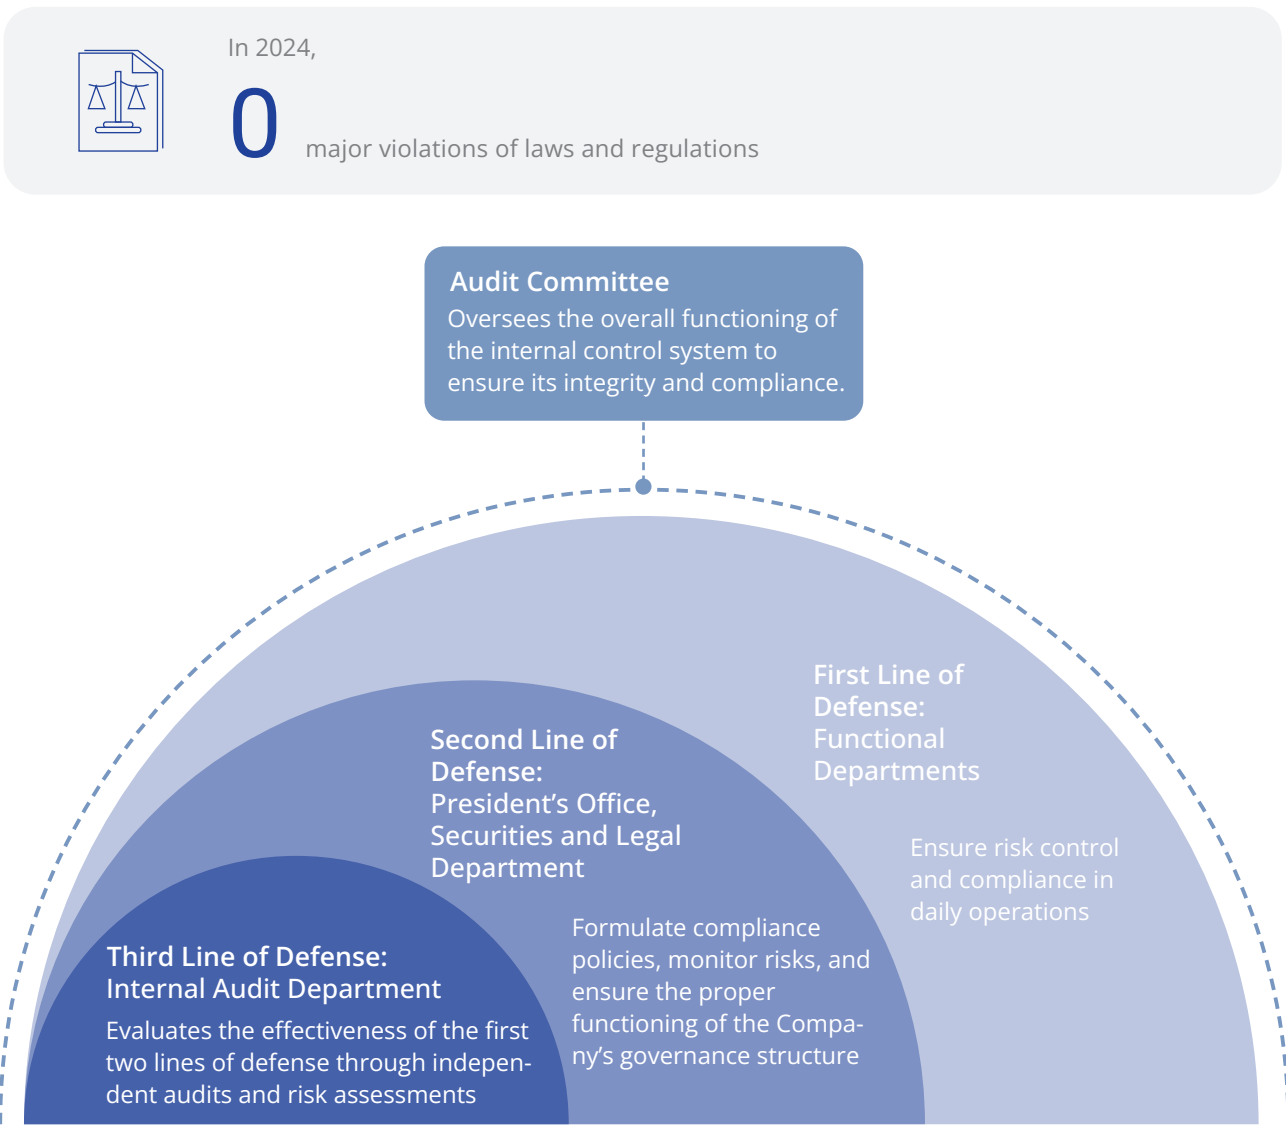 In 2024,
0 major violations of laws and regulations
Audit Committee
Oversees the overall functioning of
the internal control system to
ensure its integrity and compliance.
First Line of
Defense:
Functional
Departments
Ensure risk control
and compliance in
daily operations
Second Line of
Defense:
President’s Office,
Securities and Legal
Department
Formulate compliance
policies, monitor risks, and
ensure the proper
functioning of the Compa-
ny’s governance structure
Third Line of Defense:
Internal Audit Department
Evaluates the effectiveness of the first
two lines of defense through indepen-
dent audits and risk assessments